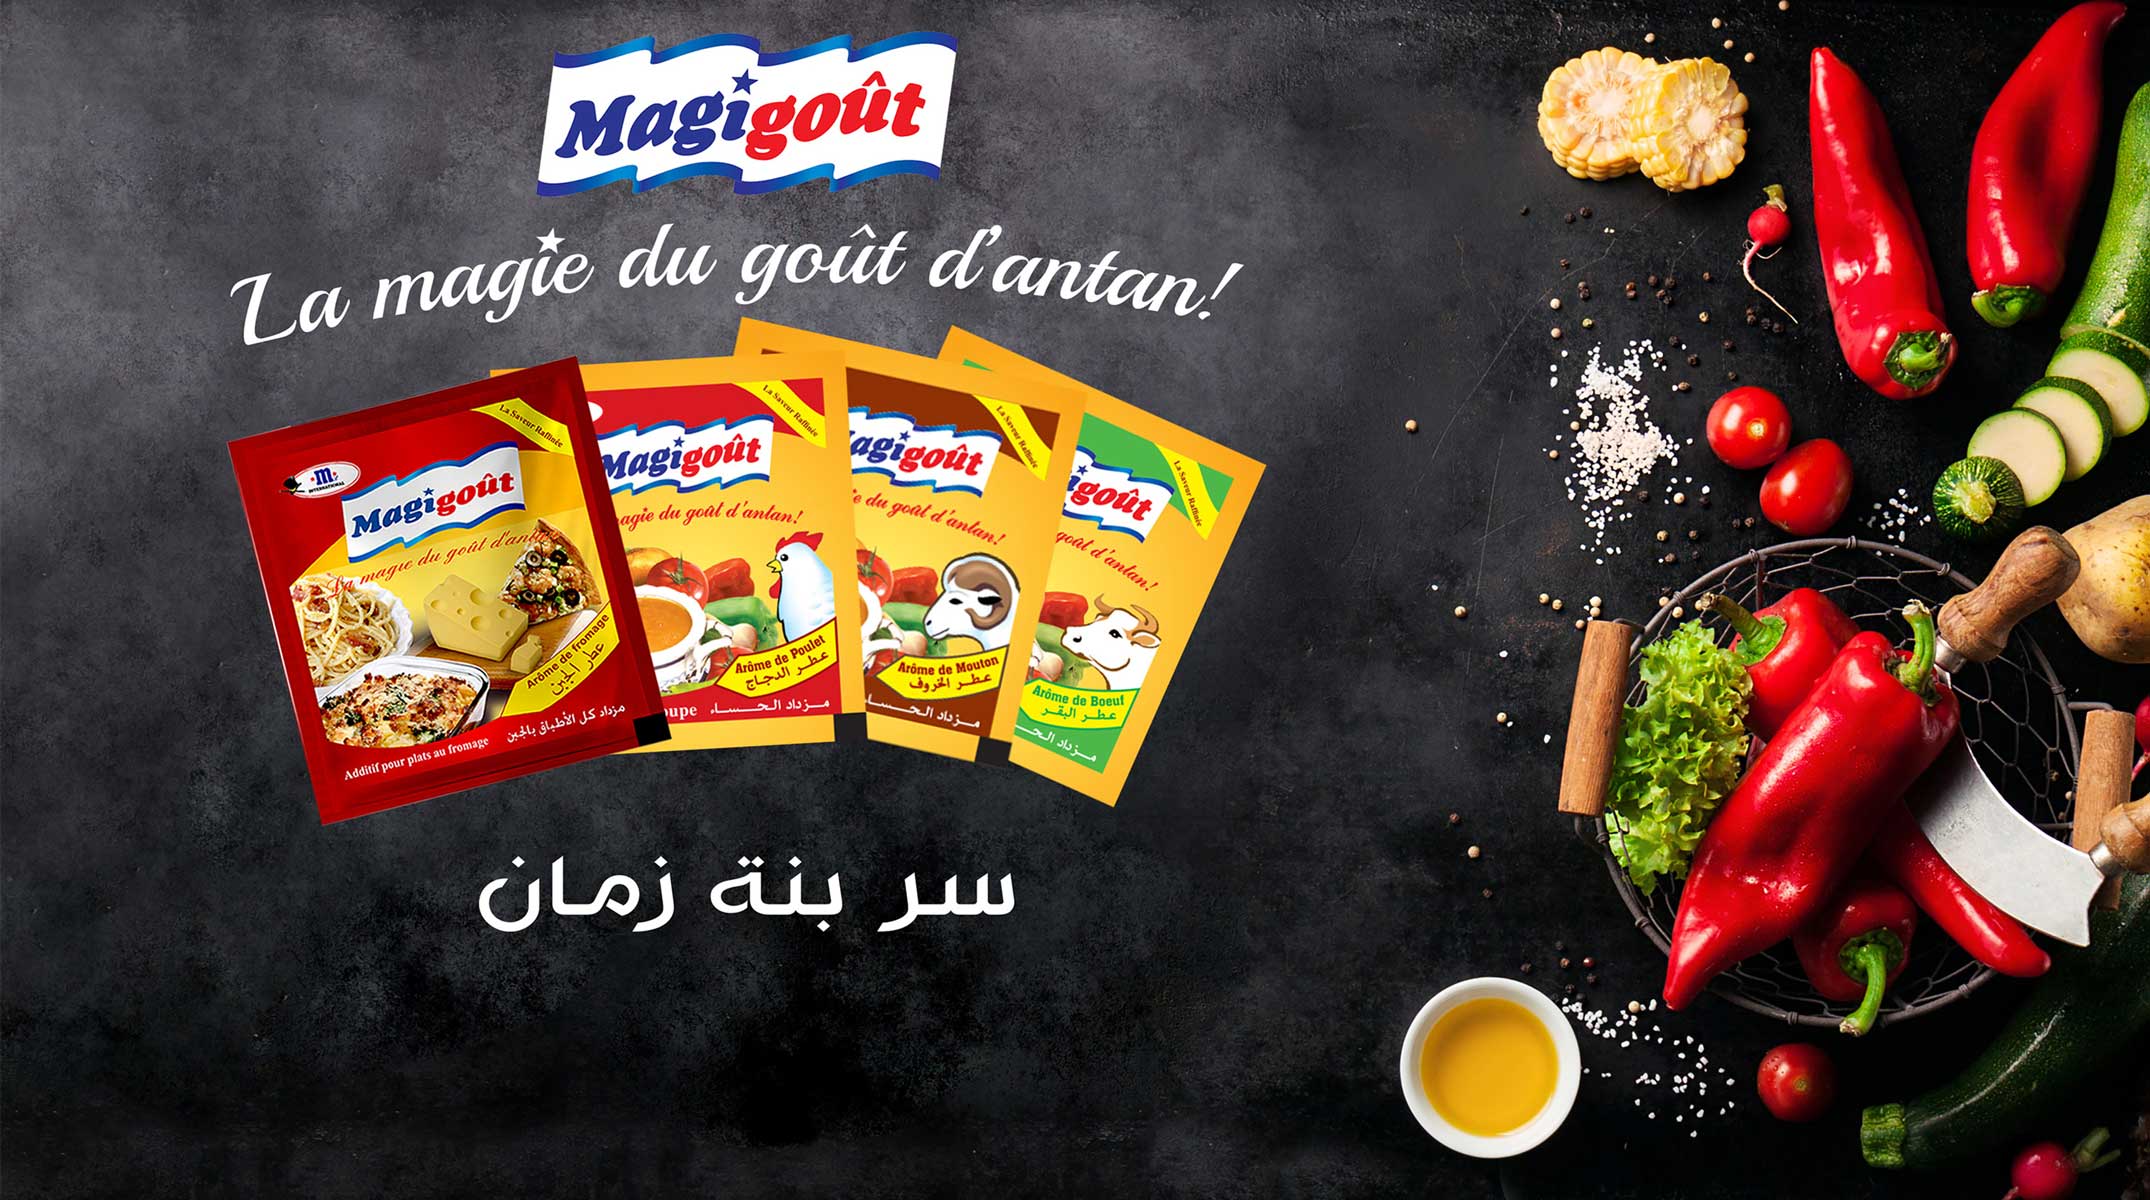 Magigoût
La magie du goût d'antan!
La Saveur Raffinée
M
INTERNATIONAL
Magigoût
La magie du goût d'antan
Arôme de fromage
عطر الجبن
مزداد كل الأطباق بالجبن
Additif pour plats au fromage
La Saveur Raffinée
Magigoût
agie du goût d'antan!
Arôme de Poulet
عطر الدجاج
oupe
مزداد الحساء
La Saveur Raffinée
agigoût
e du goût d'antan!
Arôme de Mouton
عطر الخروف
مزداد الحسا
La Saveur Raffinée
igoût
goût d'antan!
Arôme de Boeuf
عطر البقر
مزداد الح
سر بنة زمان